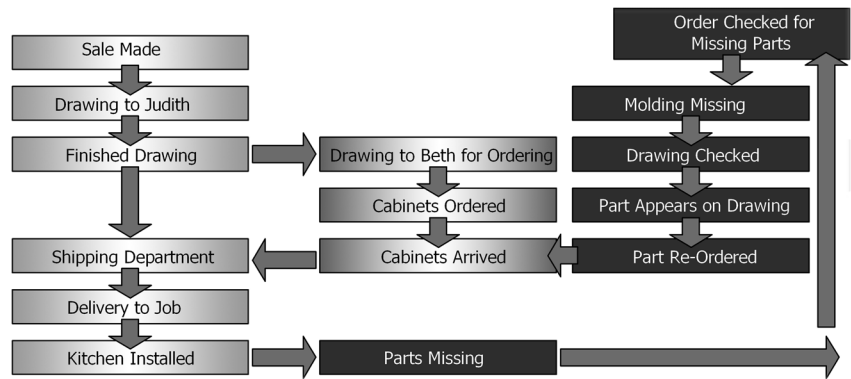 Sale Made
Drawing to Judith
Finished Drawing
Shipping Department
Delivery to Job
Kitchen Installed
Drawing to Beth for Ordering
Cabinets Ordered
Cabinets Arrived
Parts Missing
Order Checked for
Missing Parts
Molding Missing
Drawing Checked
Part Appears on Drawing
Part Re-Ordered